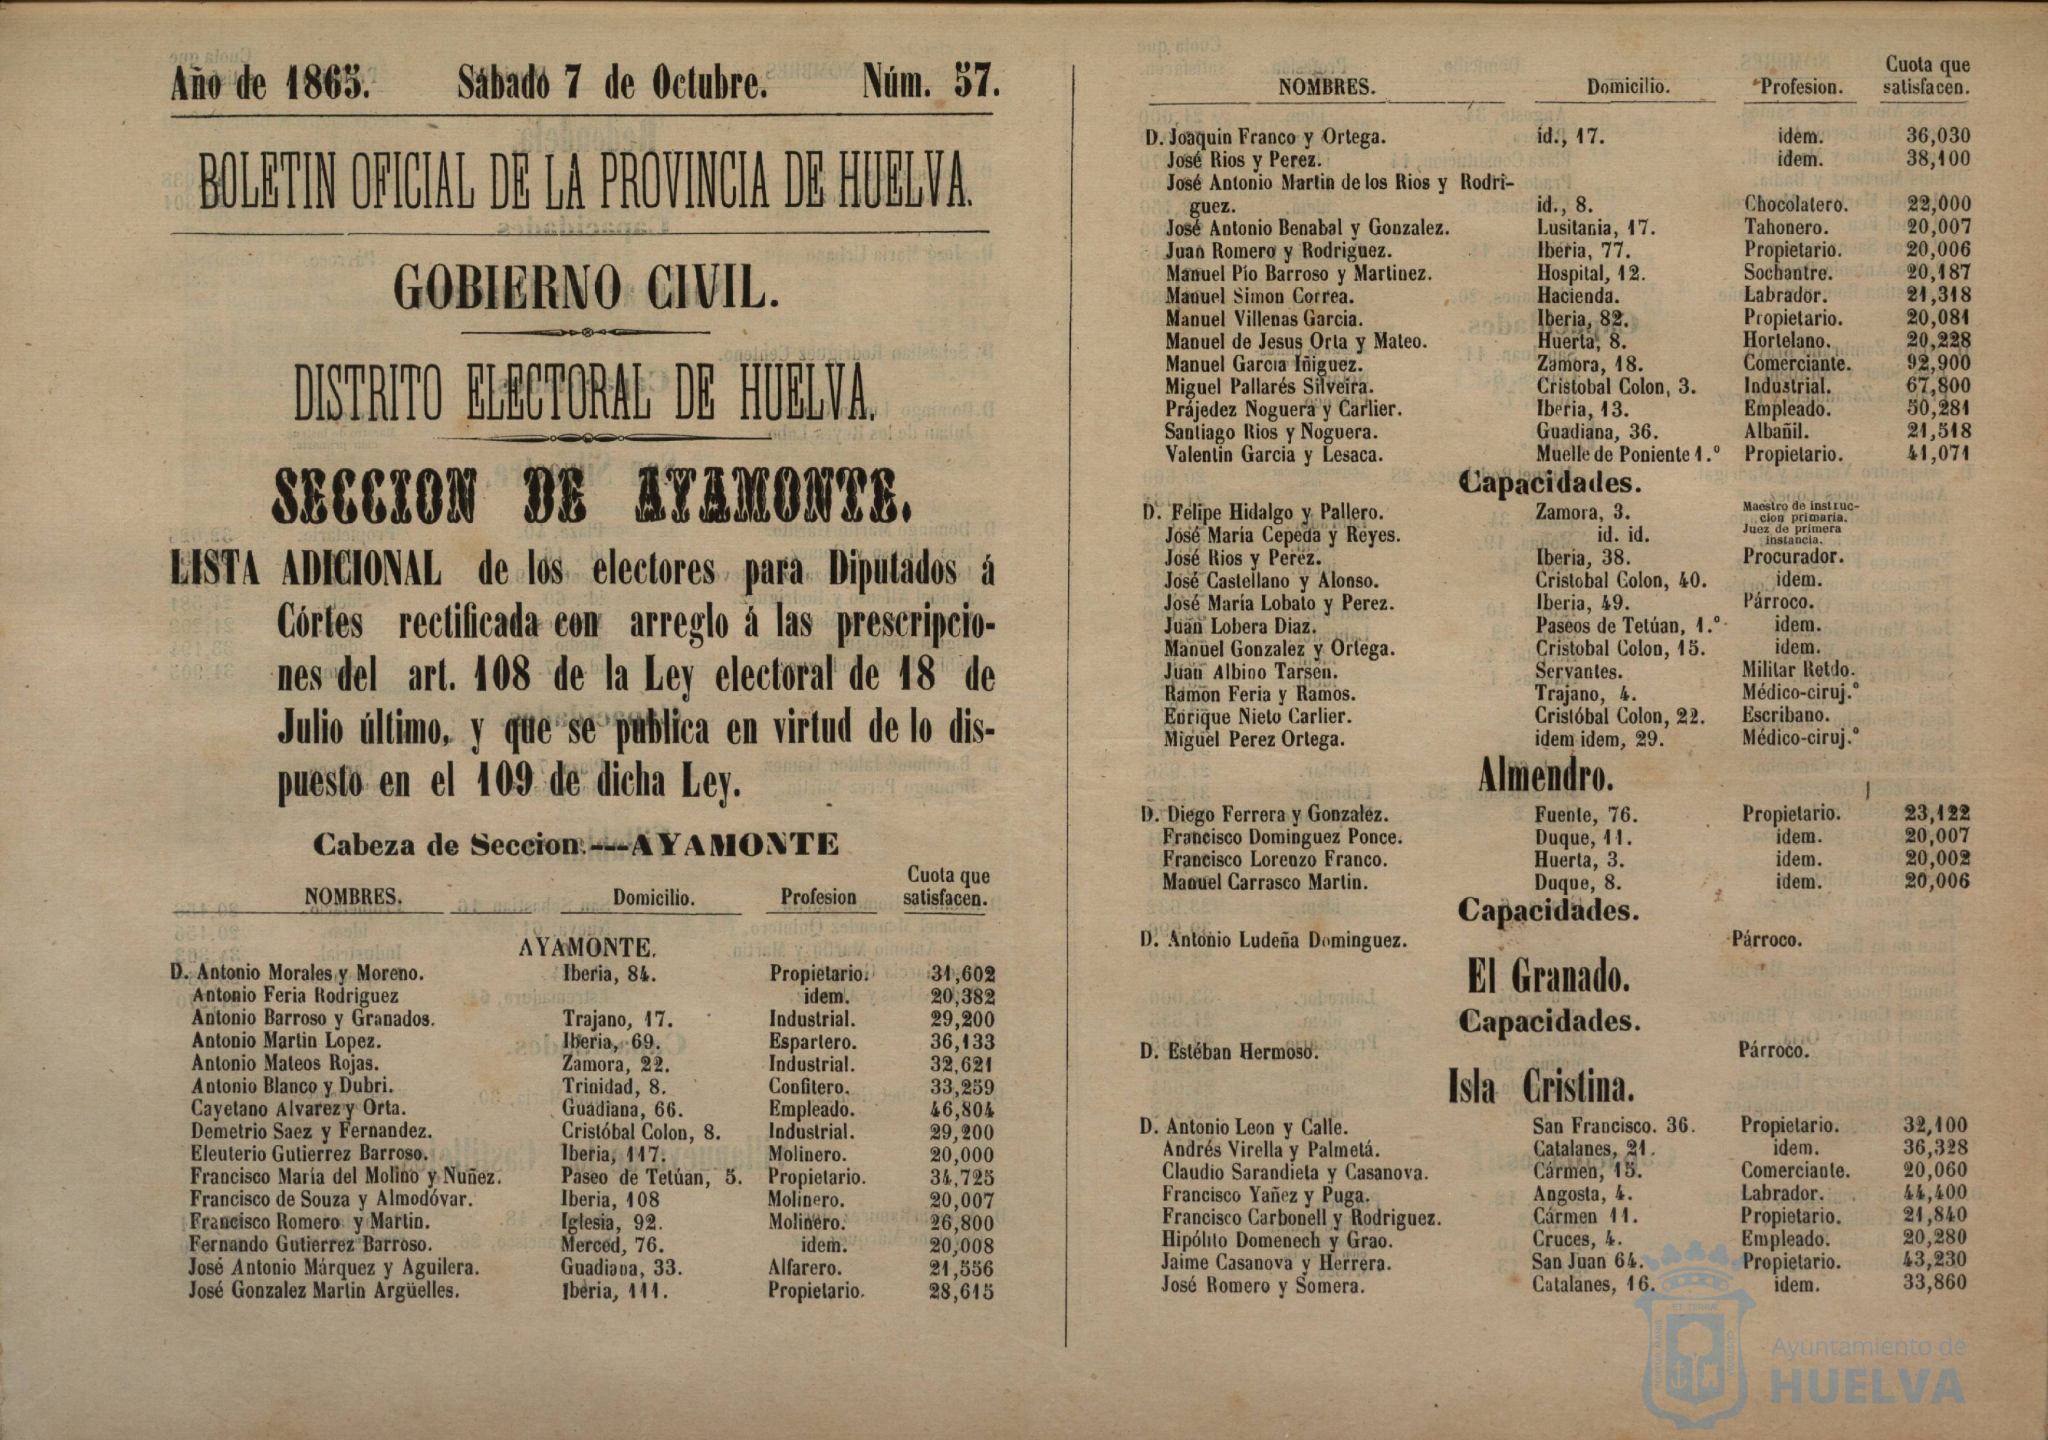 Año de 1865. Sábado 7 de Octubre. Núm. 57.
BOLETIN OFICIAL DE LA PROVINCIA DE HUELVA.
GOBIERNO CIVIL.
DISTRITO ELECTORAL DE HUELVA.
SECCION DE AYAMONTE.
LISTA ADICIONAL de los electores para Diputados á
Córtes rectificada con arreglo á las prescripcio-
nes del art. 108 de la Ley electoral de 18 de
Julio último, y que se publica en virtud de lo dis-
puesto en el 109 de dicha Ley.
Cabeza de Seccion.—AYAMONTE
NOMBRES. Domicilio. Profesion Cuota que satisfacen.
AYAMONTE.
D. Antonio Morales y Moreno. Iberia, 84. Propietario. 31,602
Antonio Feria Rodriguez idem. 20,382
Antonio Barroso y Granados. Trajano, 17. Industrial. 29,200
Antonio Martin Lopez. Iberia, 69. Espartero. 36,133
Antonio Mateos Rojas. Zamora, 22. Industrial. 32,621
Antonio Blanco y Dubri. Trinidad, 8. Confitero. 33,259
Cayetano Alvarez y Orta. Guadiana, 66. Empleado. 46,804
Demetrio Saez y Fernandez. Cristóbal Colon, 8. Industrial. 29,200
Eleuterio Gutierrez Barroso. Iberia, 117. Molinero. 20,000
Francisco María del Molino y Nuñez. Paseo de Tetúan, 5. Propietario. 34,725
Francisco de Souza y Almodóvar. Iberia, 108 Molinero. 20,007
Francisco Romero y Martin. Iglesia, 92. Molinero. 26,800
Fernando Gutierrez Barroso. Merced, 76. idem. 20,008
José Antonio Márquez y Aguilera. Guadiana, 33. Alfarero. 21,556
José Gonzalez Martin Argüelles. Iberia, 111. Propietario. 28,615
NOMBRES. Domicilio. Profesion. Cuota que satisfacen.
D. Joaquin Franco y Ortega. id., 17. idem. 36,030
José Rios y Perez. idem. 38,100
José Antonio Martin de los Rios y Rodri-
guez. id., 8. Chocolatero. 22,000
José Antonio Benabal y Gonzalez. Lusitania, 17. Tahonero. 20,007
Juan Romero y Rodriguez. Iberia, 77. Propietario. 20,006
Manuel Pio Barroso y Martinez. Hospital, 12. Sochantre. 20,187
Manuel Simon Correa. Hacienda. Labrador. 21,318
Manuel Villenas Garcia. Iberia, 82. Propietario. 20,081
Manuel de Jesus Orta y Mateo. Huerta, 8. Hortelano. 20,228
Manuel Garcia Iñiguez. Zamora, 18. Comerciante. 92,900
Miguel Pallarés Silveira. Cristobal Colon, 3. Industrial. 67,800
Prájedez Noguera y Carlier. Iberia, 13. Empleado. 50,281
Santiago Rios y Noguera. Guadiana, 36. Albañil. 21,518
Valentin Garcia y Lesaca. Muelle de Poniente 1.º Propietario. 41,071
Capacidades.
D. Felipe Hidalgo y Pallero. Zamora, 3. Maestro de instruc-
cion primaria.
José María Cepeda y Reyes. id. id. Juez de primera
instancia.
José Rios y Perez. Iberia, 38. Procurador.
José Castellano y Alonso. Cristobal Colon, 40. idem.
José María Lobato y Perez. Iberia, 49. Párroco.
Juan Lobera Diaz. Paseos de Tetúan, 1.º idem.
Manuel Gonzalez y Ortega. Cristobal Colon, 15. idem.
Juan Albino Tarsen. Servantes. Militar Retdo.
Ramon Feria y Ramos. Trajano, 4. Médico-ciruj.º
Enrique Nieto Carlier. Cristóbal Colon, 22. Escribano.
Miguel Perez Ortega. idem idem, 29. Médico-ciruj.º
Almendro.
D. Diego Ferrera y Gonzalez. Fuente, 76. Propietario. 23,122
Francisco Dominguez Ponce. Duque, 11. idem. 20,007
Francisco Lorenzo Franco. Huerta, 3. idem. 20,002
Manuel Carrasco Martin. Duque, 8. idem. 20,006
Capacidades.
D. Antonio Ludeña Dominguez. Párroco.
El Granado.
Capacidades.
D. Estéban Hermoso. Párroco.
Isla Cristina.
D. Antonio Leon y Calle. San Francisco. 36. Propietario. 32,100
Andrés Virella y Palmetá. Catalanes, 21. idem. 36,328
Claudio Sarandieta y Casanova. Cármen, 15. Comerciante. 20,060
Francisco Yañez y Puga. Angosta, 4. Labrador. 44,400
Francisco Carbonell y Rodriguez. Cármen 11. Propietario. 21,840
Hipólito Domenech y Grao. Cruces, 4. Empleado. 20,280
Jaime Casanova y Herrera. San Juan 64. Propietario. 43,230
José Romero y Somera. Catalanes, 16. idem. 33,860
Ayuntamiento de
HUELVA